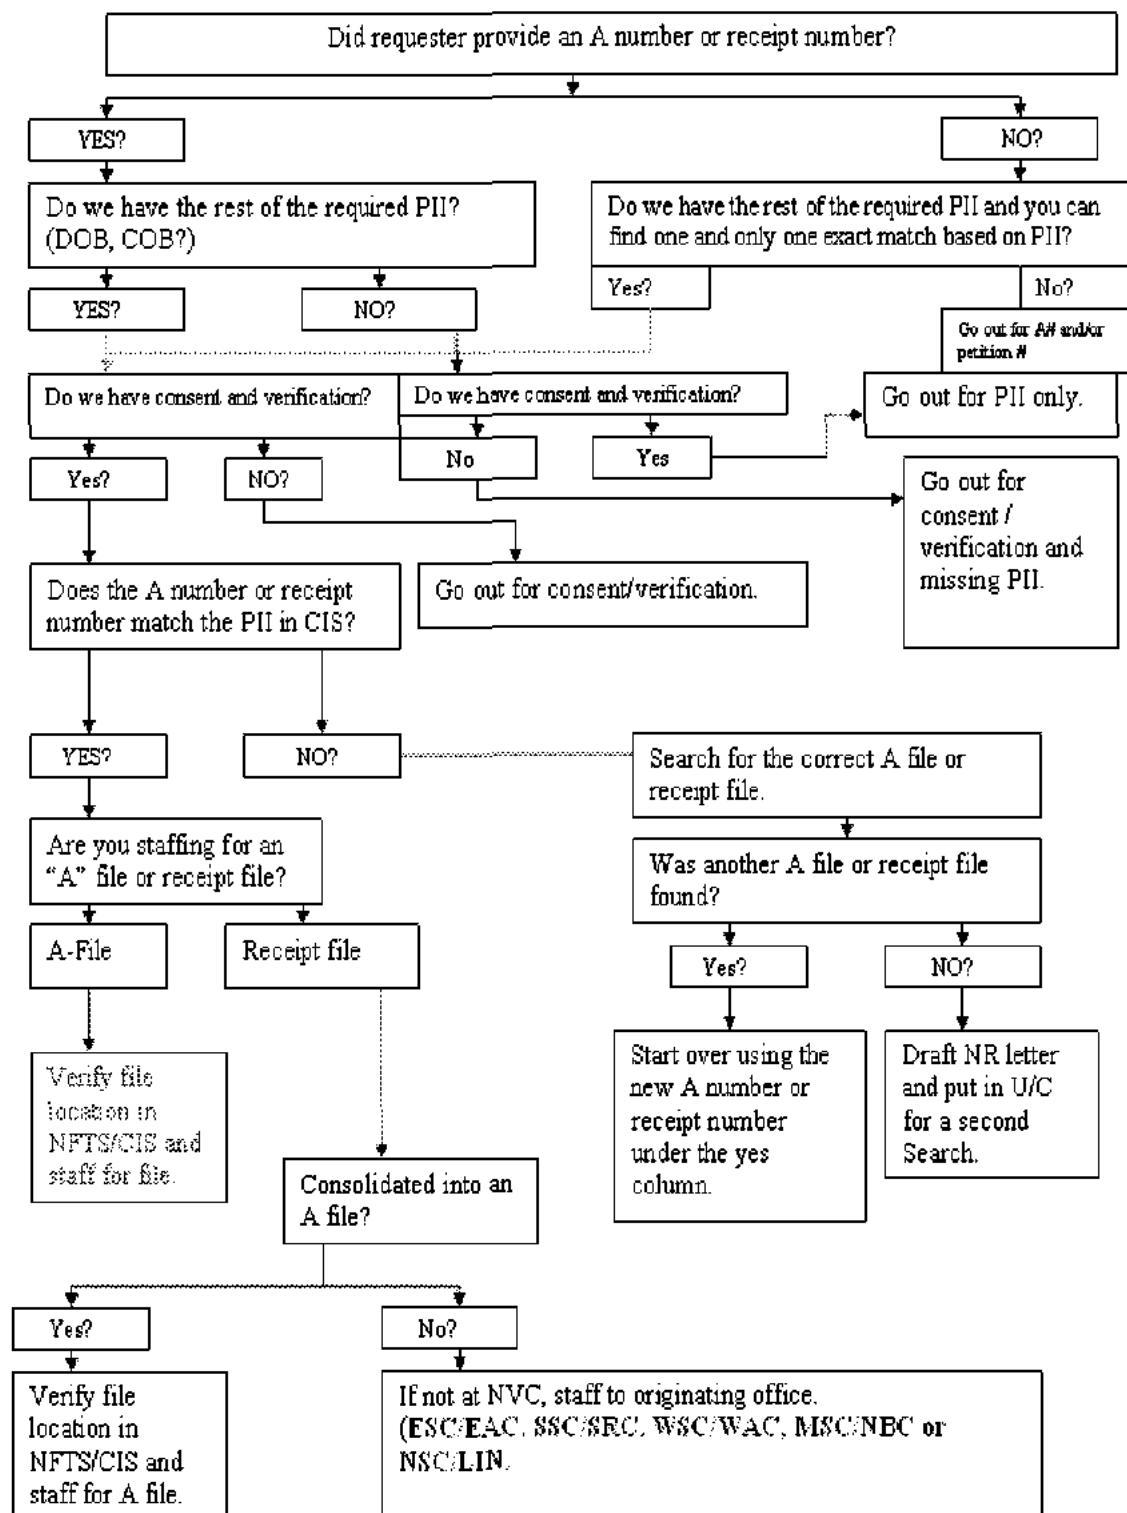 Did requester provide an A number or receipt number?
YES?
NO?
Do we have the rest of the required PII?
(DOB, COB?)
Do we have the rest of the required PII and you can
find one and only one exact match based on PII?
YES?
NO?
Yes?
No?
Go out for A# and/or
petition #
Do we have consent and verification?
Do we have consent and verification?
Go out for PII only.
Yes?
NO?
No
Yes
Go out for
consent /
verification and
missing PII.
Does the A number or receipt
number match the PII in CIS?
Go out for consent/verification.
YES?
NO?
Search for the correct A file or
receipt file.
Are you staffing for an
“A” file or receipt file?
Was another A file or receipt file
found?
A-File
Receipt file
Yes?
NO?
Verify file
location in
NFTS/CIS and
staff for file.
Start over using the
new A number or
receipt number
under the yes
column.
Draft NR letter
and put in U/C
for a second
Search.
Consolidated into an
A file?
Yes?
No?
Verify file
location in
NFTS/CIS and
staff for A file.
If not at NVC, staff to originating office.
(ESC/EAC, SSC/SRC, WSC/WAC, MSC/NBC or
NSC/LIN.